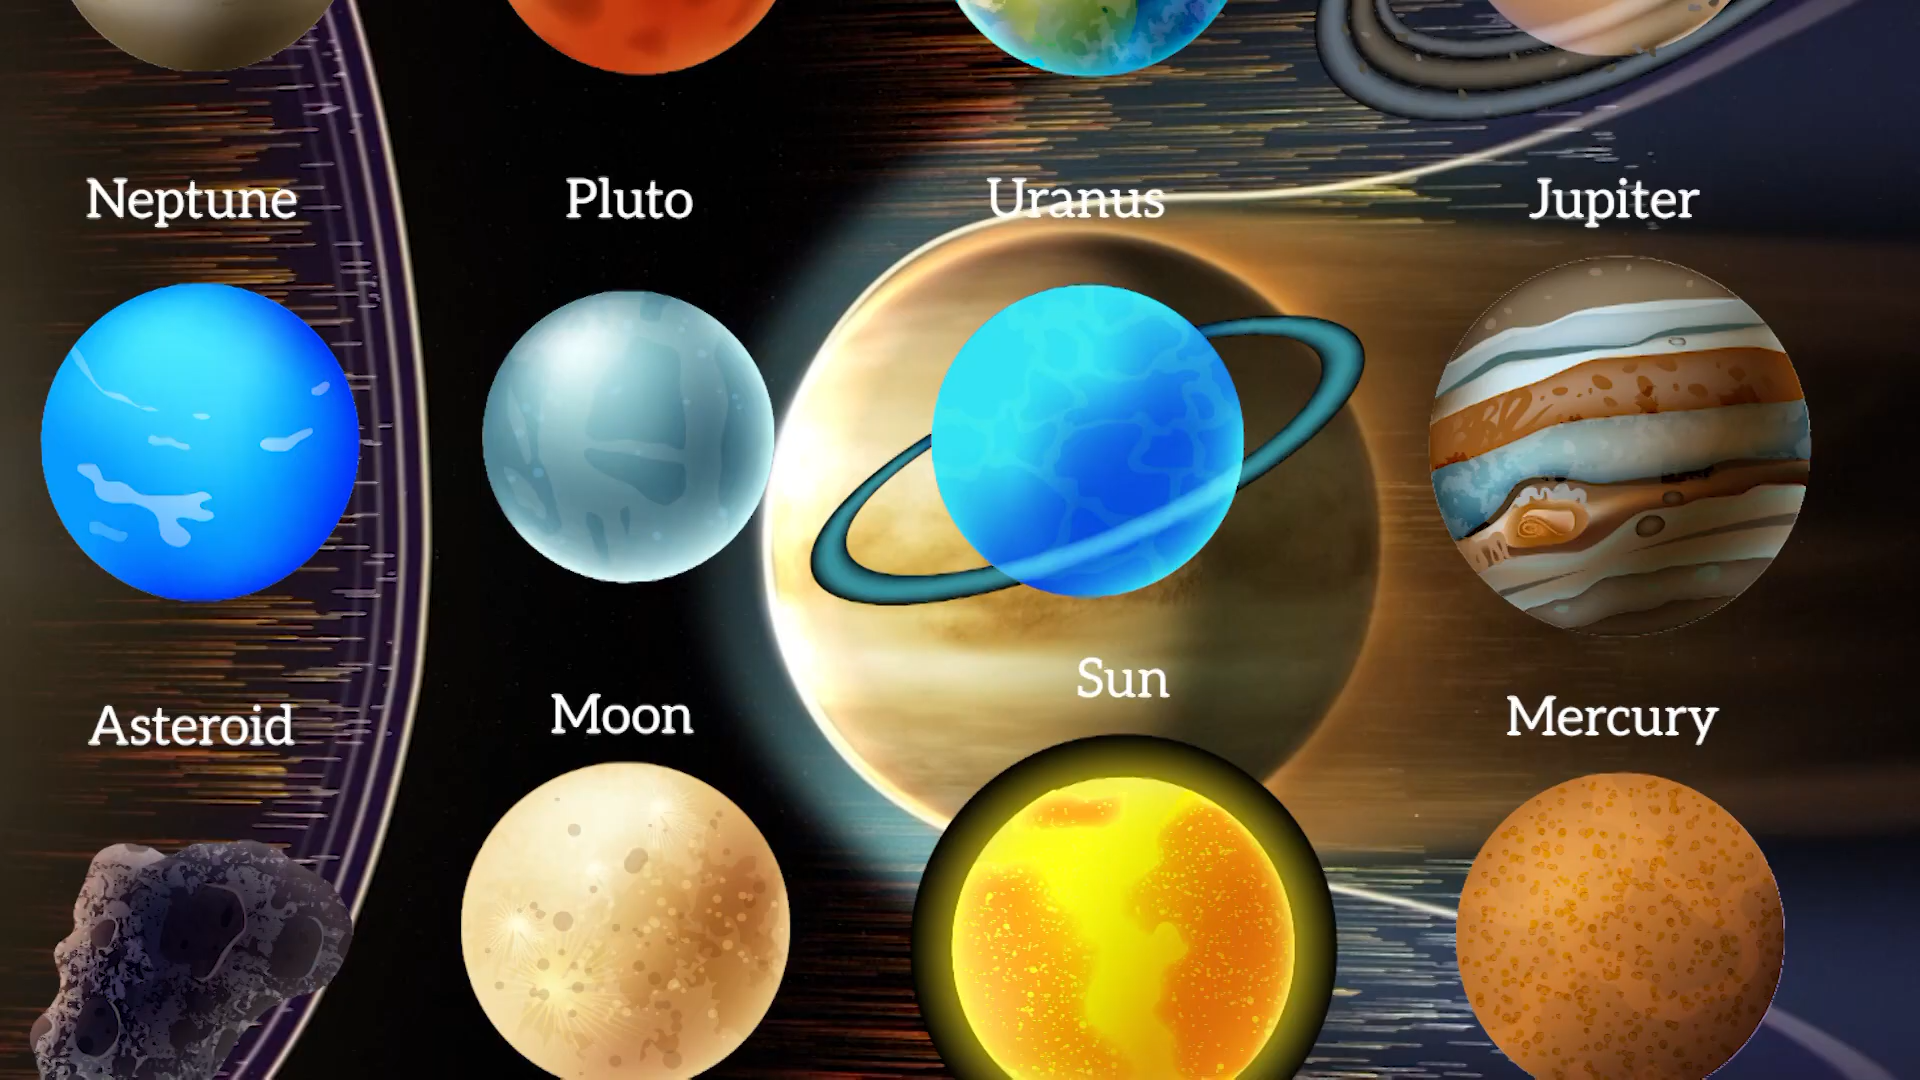 Neptune
Pluto
Uranus
Jupiter
Asteroid
Moon
Sun
Mercury